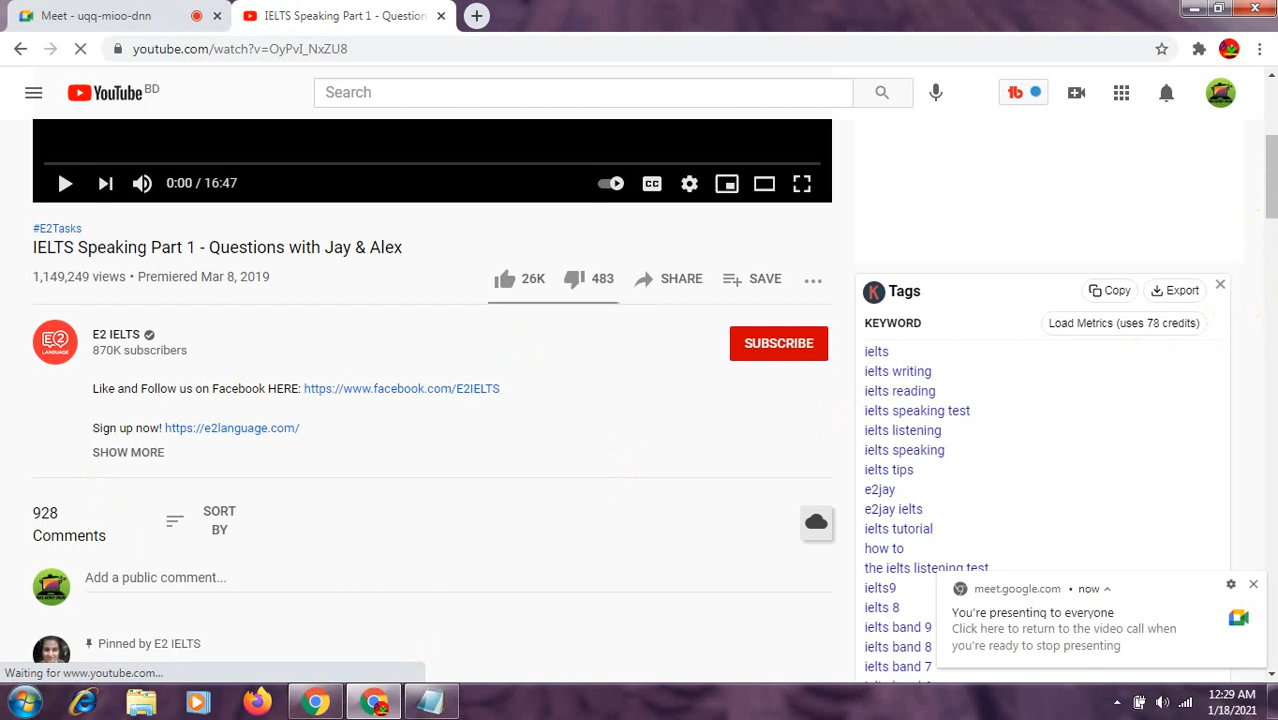 Meet - uqq-mioo-dnn
IELTS Speaking Part 1 - Question
youtube.com/watch?v=OyPvI_NxZU8
YouTube BD
Search
0:00 / 16:47
CC
#E2Tasks
IELTS Speaking Part 1 - Questions with Jay & Alex
1,149,249 views • Premiered Mar 8, 2019
26K
483
SHARE
SAVE
E2
LANGUAGE
E2 IELTS
870K subscribers
SUBSCRIBE
Like and Follow us on Facebook HERE: https://www.facebook.com/E2IELTS
Sign up now! https://e2language.com/
SHOW MORE
928
Comments
SORT
BY
Add a public comment...
Pinned by E2 IELTS
K Tags
Copy
Export
KEYWORD
Load Metrics (uses 78 credits)
ielts
ielts writing
ielts reading
ielts speaking test
ielts listening
ielts speaking
ielts tips
e2jay
e2jay ielts
ielts tutorial
how to
the ielts listening test
ielts9
ielts 8
ielts band 9
ielts band 8
ielts band 7
meet.google.com • now
You're presenting to everyone
Click here to return to the video call when
you're ready to stop presenting
Waiting for www.youtube.com...
12:29 AM
1/18/2021